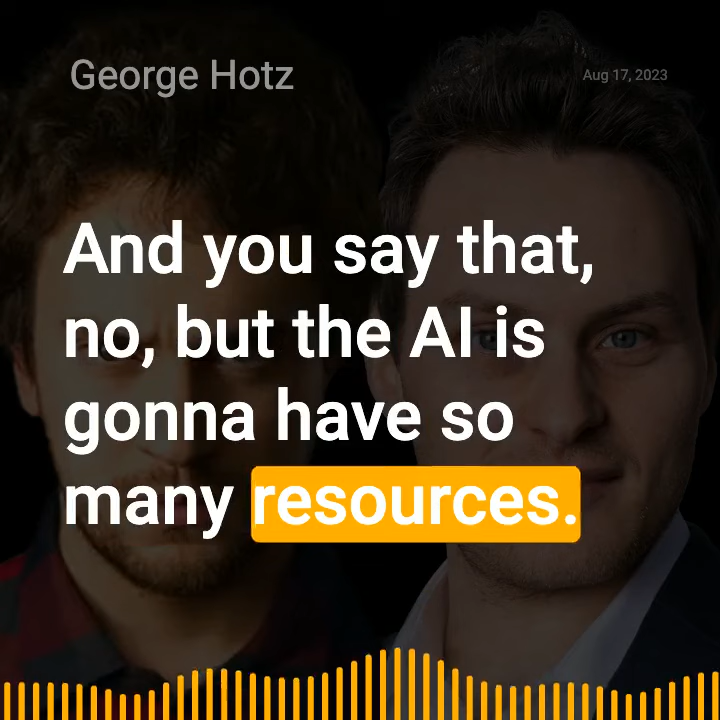 George Hotz
Aug 17, 2023
And you say that,
no, but the AI is
gonna have so
many resources.